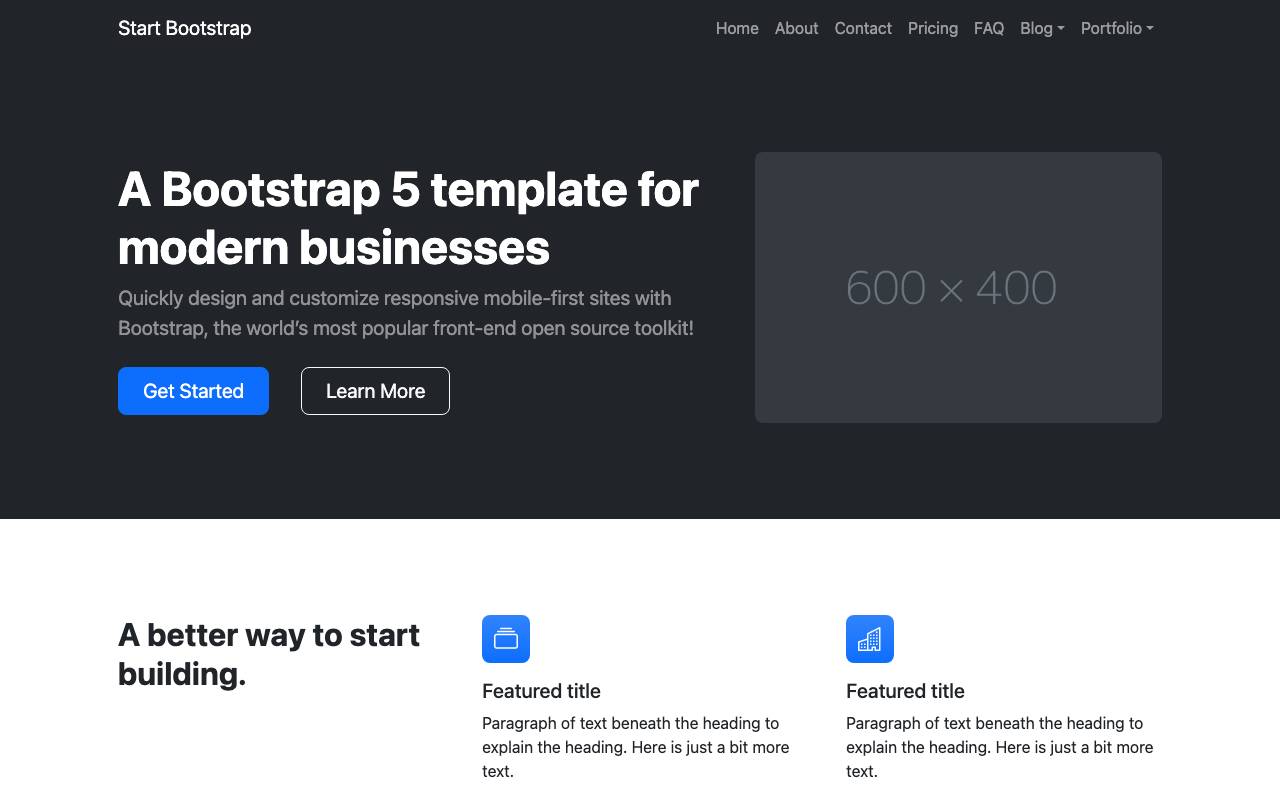 Start Bootstrap
Home About Contact Pricing FAQ Blog Portfolio
A Bootstrap 5 template for
modern businesses
Quickly design and customize responsive mobile-first sites with
Bootstrap, the world’s most popular front-end open source toolkit!
Get Started
Learn More
600 × 400
A better way to start
building.
Featured title
Paragraph of text beneath the heading to
explain the heading. Here is just a bit more
text.
Featured title
Paragraph of text beneath the heading to
explain the heading. Here is just a bit more
text.